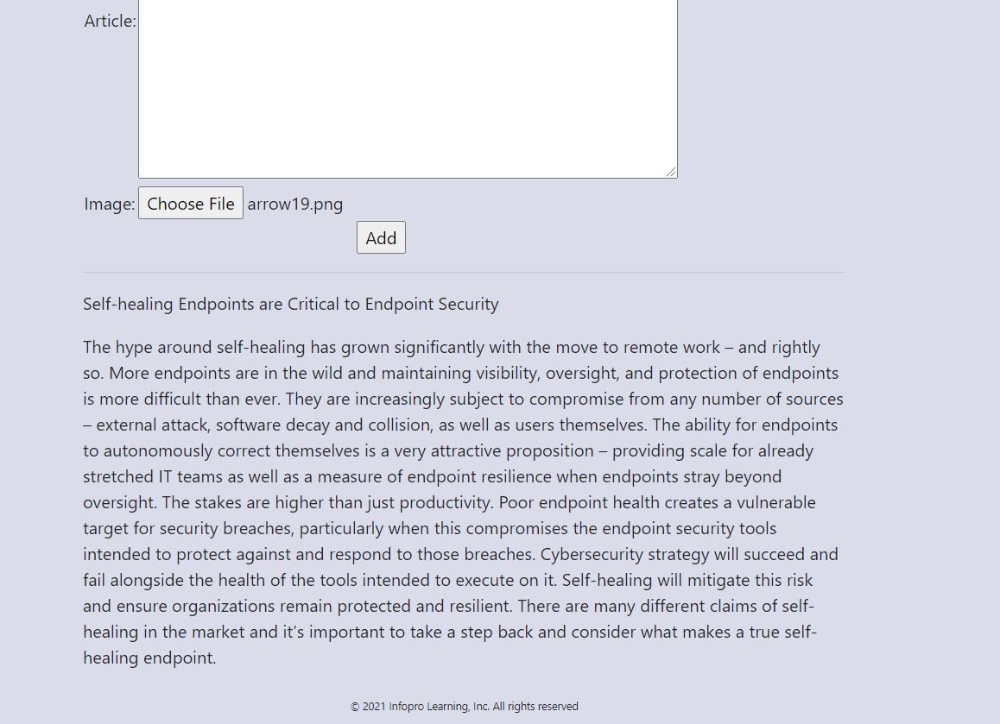 Article:
Image: Choose File arrow19.png
Add
Self-healing Endpoints are Critical to Endpoint Security
The hype around self-healing has grown significantly with the move to remote work – and rightly
so. More endpoints are in the wild and maintaining visibility, oversight, and protection of endpoints
is more difficult than ever. They are increasingly subject to compromise from any number of sources
– external attack, software decay and collision, as well as users themselves. The ability for endpoints
to autonomously correct themselves is a very attractive proposition – providing scale for already
stretched IT teams as well as a measure of endpoint resilience when endpoints stray beyond
oversight. The stakes are higher than just productivity. Poor endpoint health creates a vulnerable
target for security breaches, particularly when this compromises the endpoint security tools
intended to protect against and respond to those breaches. Cybersecurity strategy will succeed and
fail alongside the health of the tools intended to execute on it. Self-healing will mitigate this risk
and ensure organizations remain protected and resilient. There are many different claims of self-
healing in the market and it’s important to take a step back and consider what makes a true self-
healing endpoint.
© 2021 Infopro Learning, Inc. All rights reserved